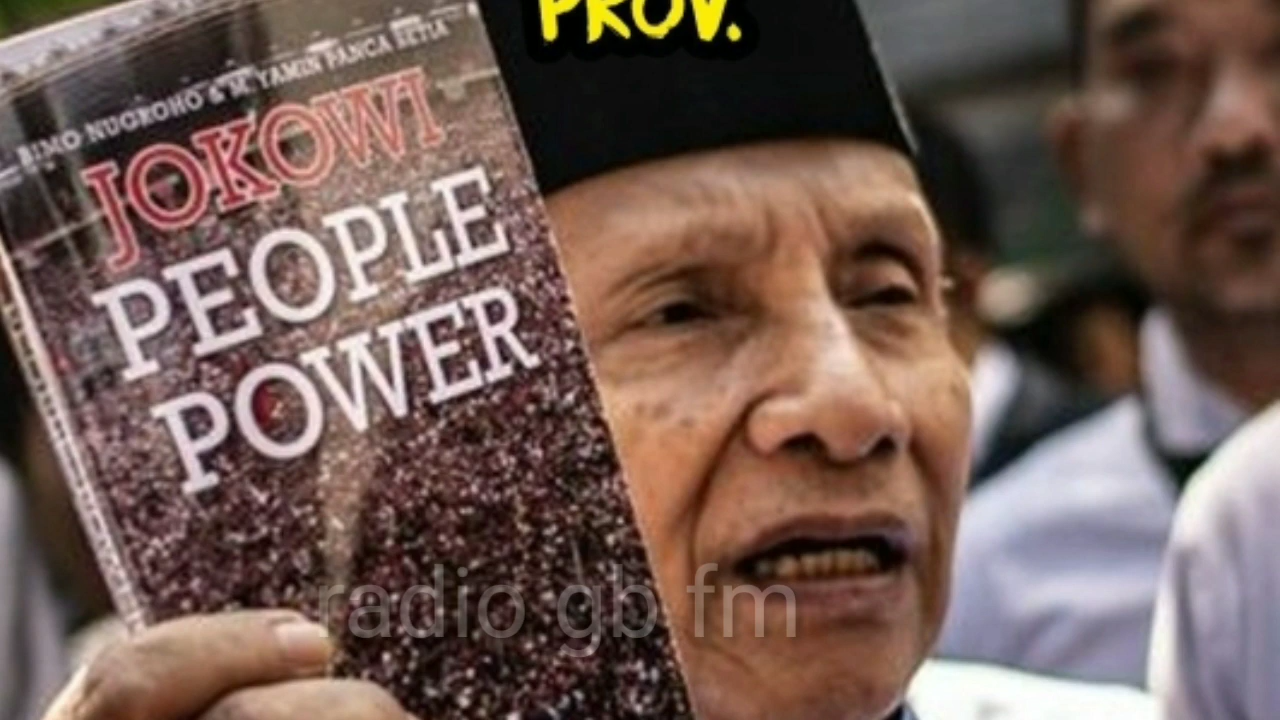 PROV.
BIMO NUGROHO & M. YAMIN PANCA SETIA
JOKOWI
PEOPLE
POWER
radio gb fm